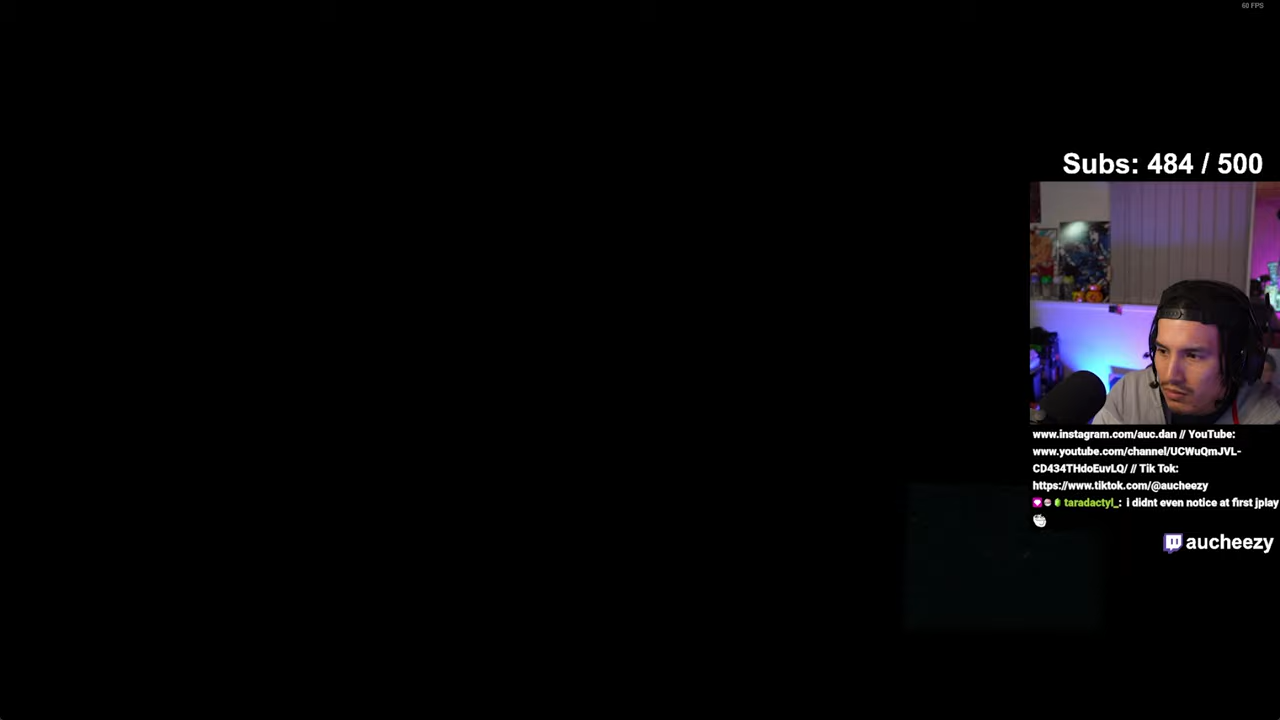 60 FPS
Subs: 484 / 500
www.instagram.com/auc.dan // YouTube:
www.youtube.com/channel/UCWuQmJVL-
CD434THdoEuvLQ/ // Tik Tok:
https://www.tiktok.com/@aucheezy
taradactyl_: i didnt even notice at first jplay
aucheezy